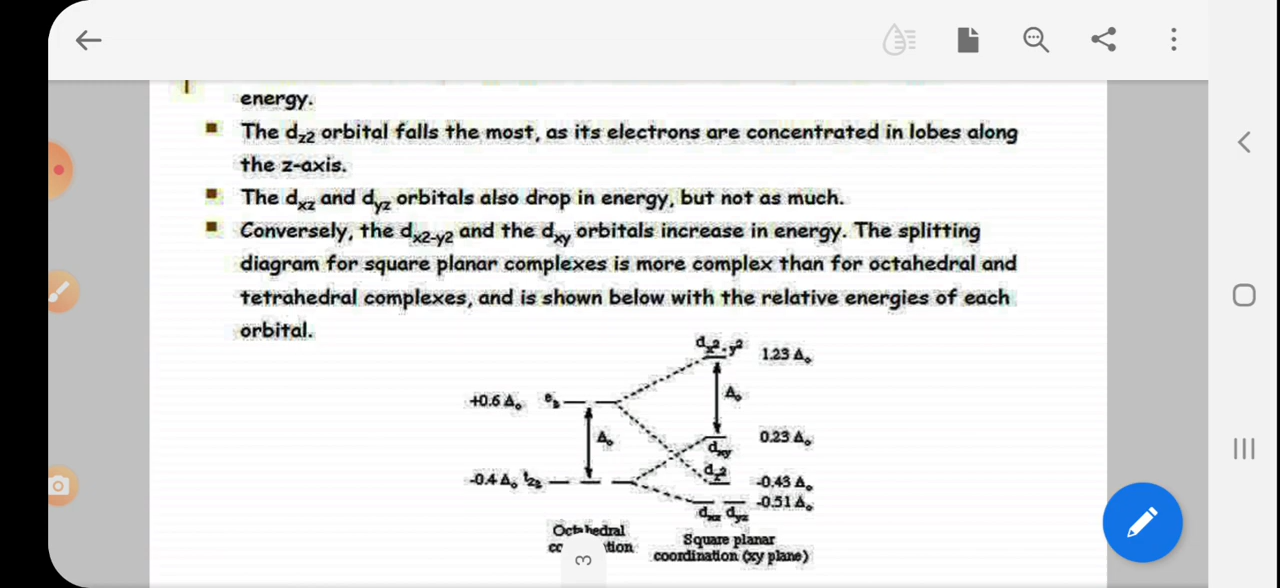 energy.
The dz2 orbital falls the most, as its electrons are concentrated in lobes along
the z-axis.
The dxz and dyz orbitals also drop in energy, but not as much.
Conversely, the dx2-y2 and the dxy orbitals increase in energy. The splitting
diagram for square planar complexes is more complex than for octahedral and
tetrahedral complexes, and is shown below with the relative energies of each
orbital.
dx²-y² 1.23 Δo
+0.6 Δo
Δo
Δo
0.23 Δo
dxy
dz²
-0.4 Δo t2g
-0.43 Δo
-0.51 Δo
dxz dyz
Octahedral
Square planar
coordination (xy plane)
3